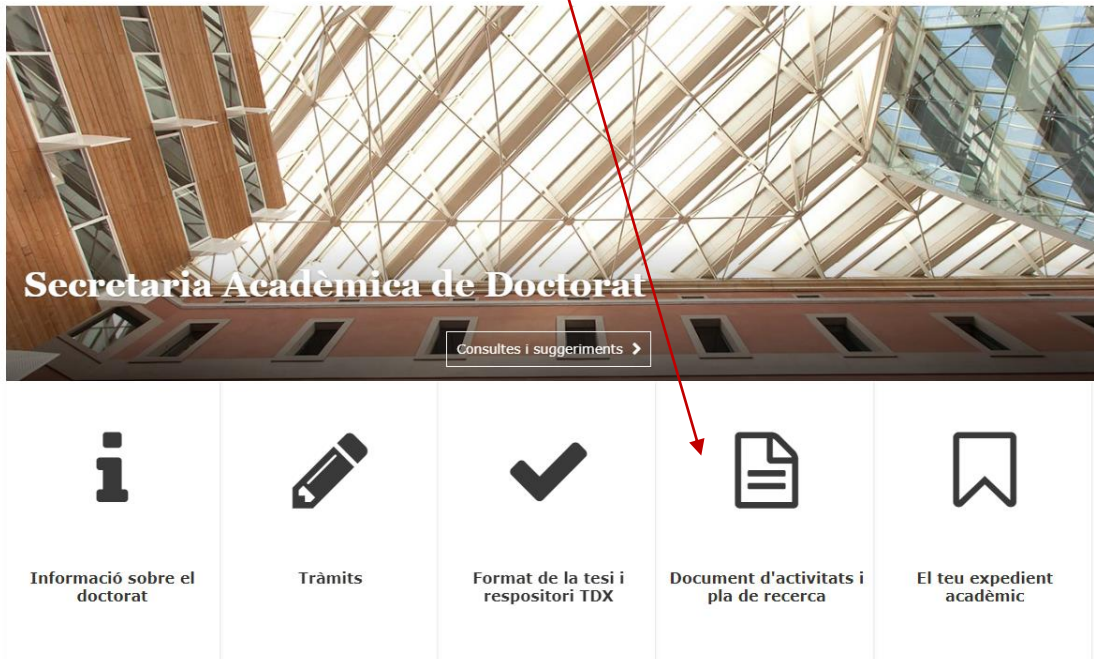 Secretaria Acadèmica de Doctorat
Consultes i suggeriments
Informació sobre el
doctorat
Tràmits
Format de la tesi i
respositori TDX
Document d'activitats i
pla de recerca
El teu expedient
acadèmic